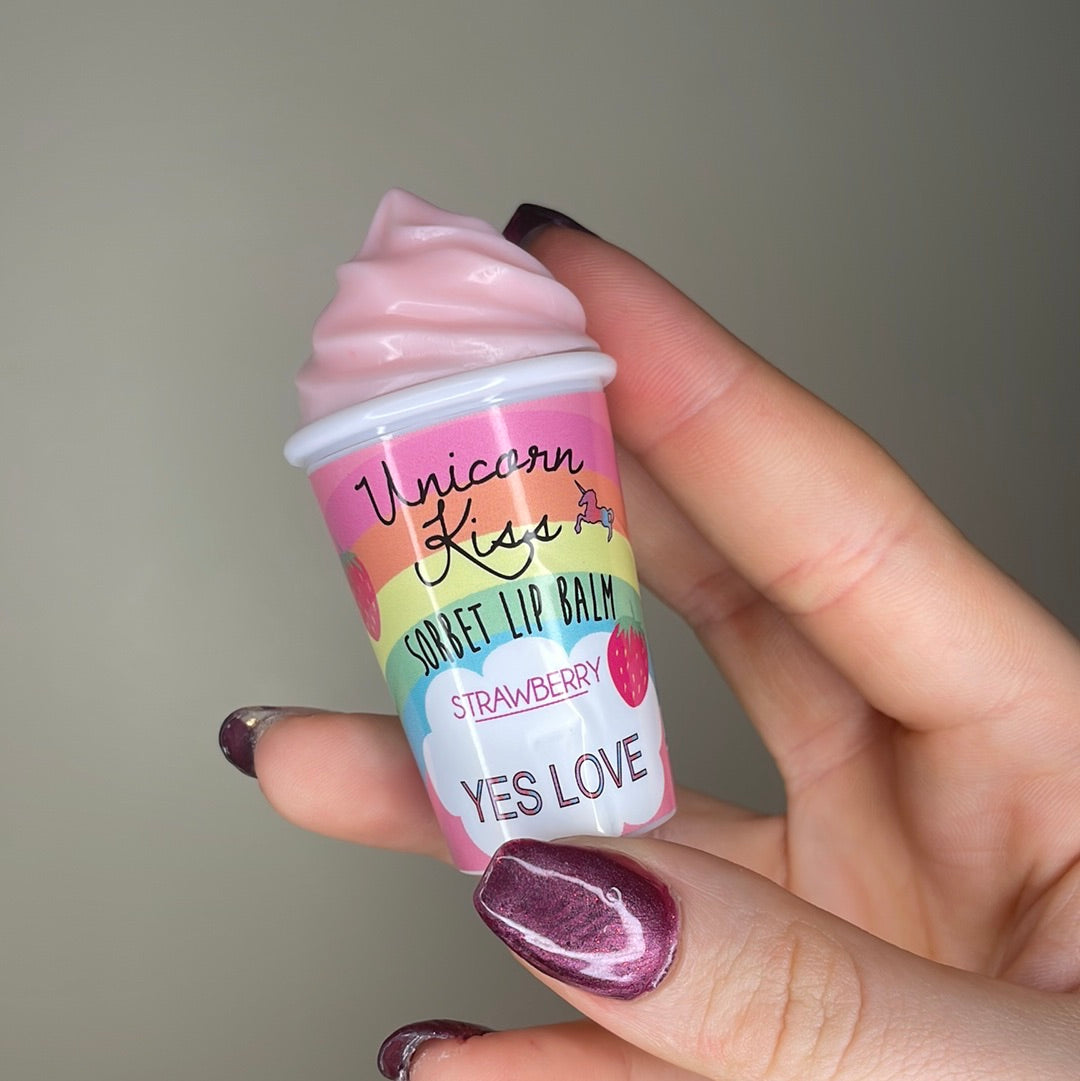 Unicorn
Kiss
SORBET LIP BALM
STRAWBERRY
YES LOVE